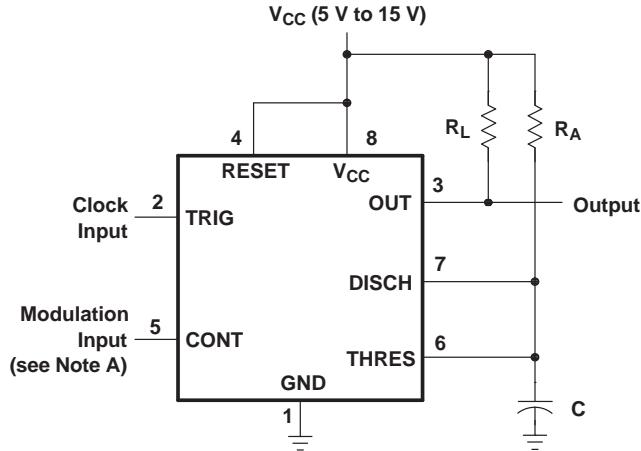 VCC (5 V to 15 V)
RL
RA
4
8
RESET
VCC
3
OUT
Output
Clock
Input
2
TRIG
7
DISCH
Modulation
Input
(see Note A)
5
CONT
6
THRES
GND
1
C